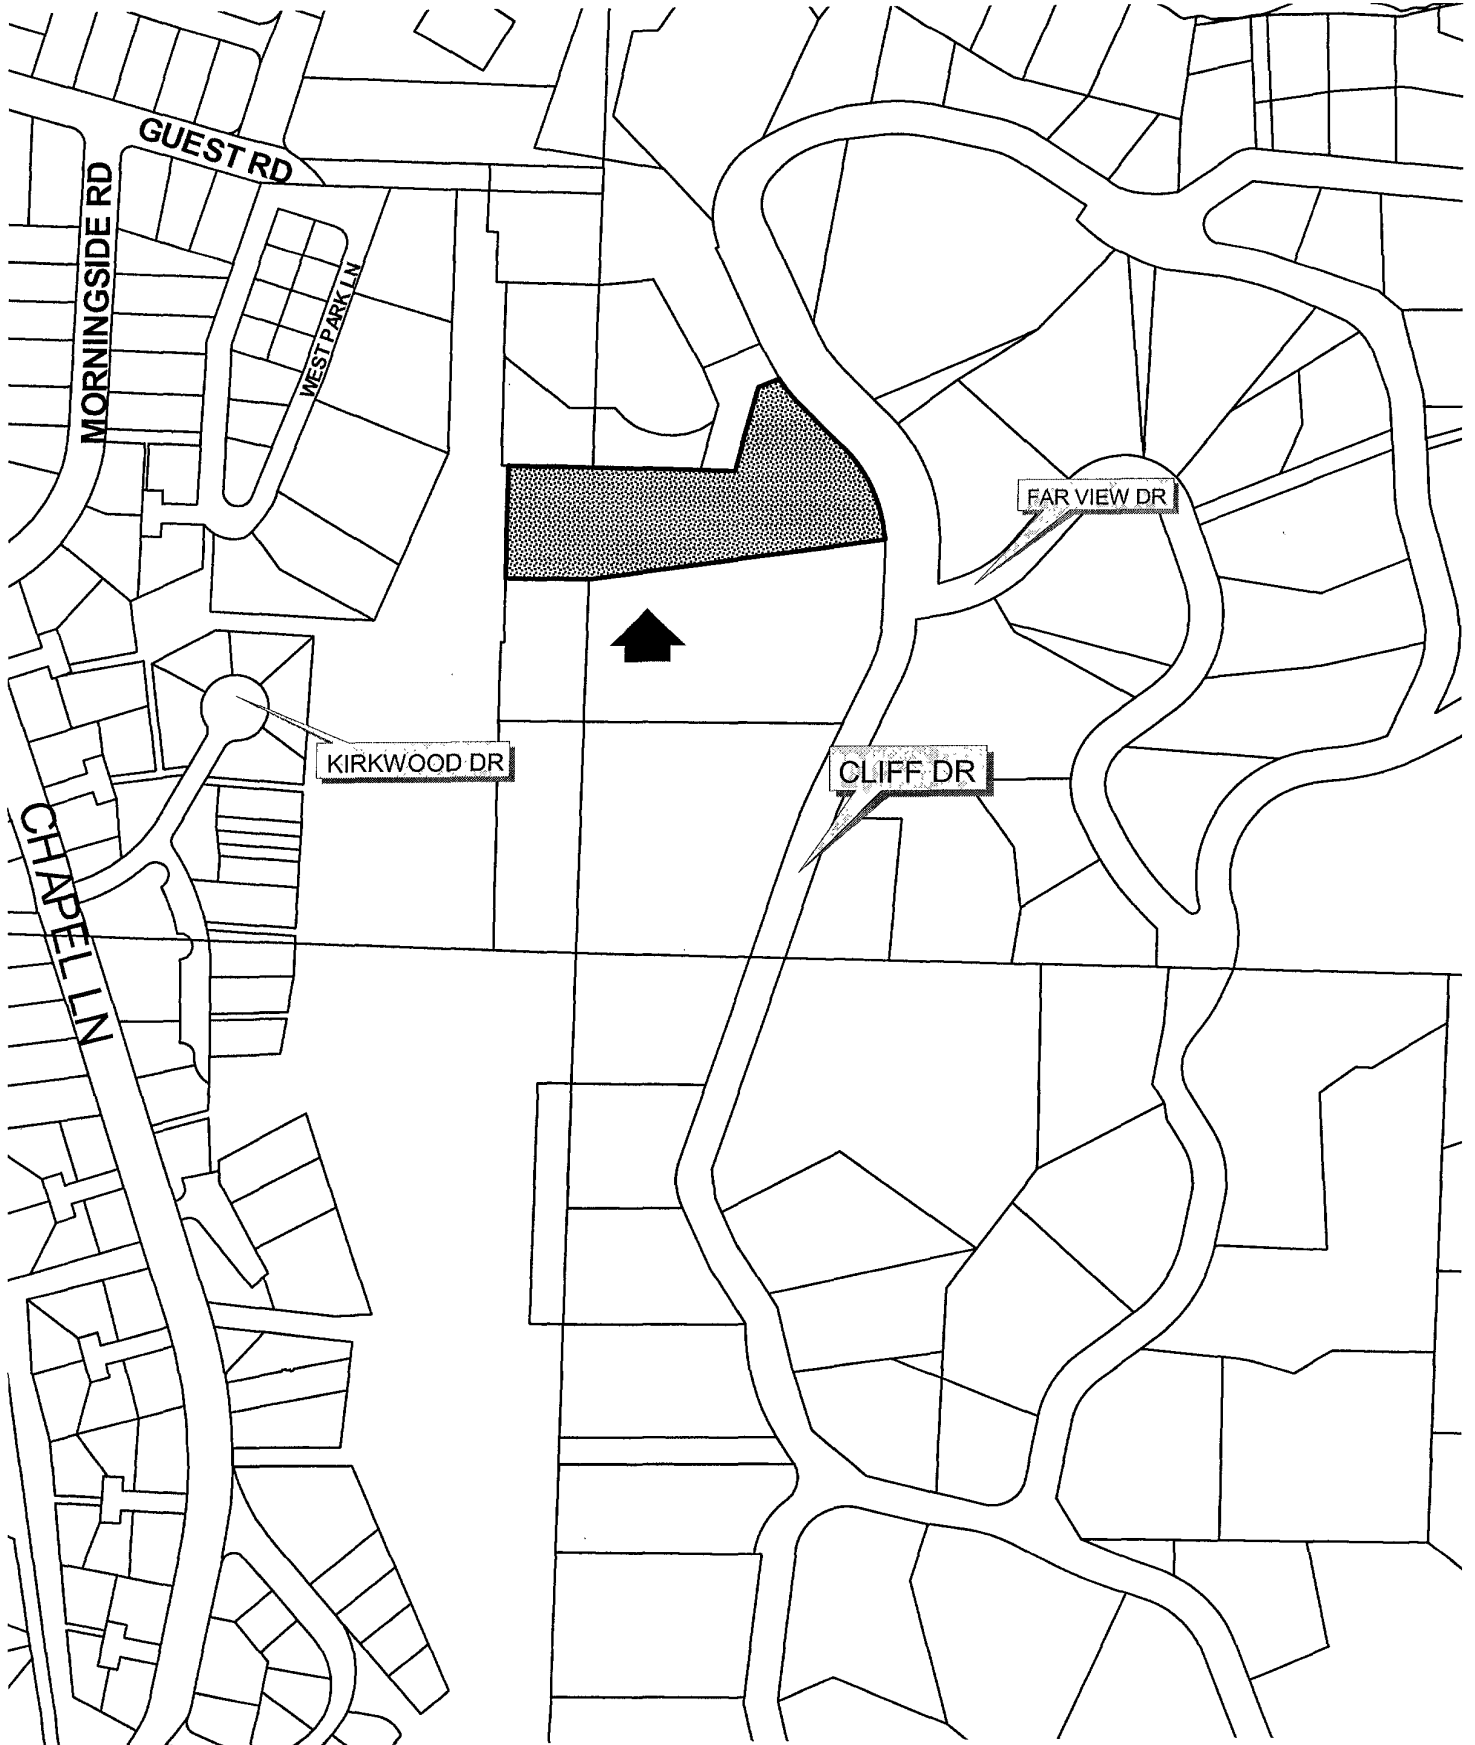 GUEST RD
MORNINGSIDE RD
WEST PARK LN
FAR VIEW DR
KIRKWOOD DR
CLIFF DR
CHAPEL LN